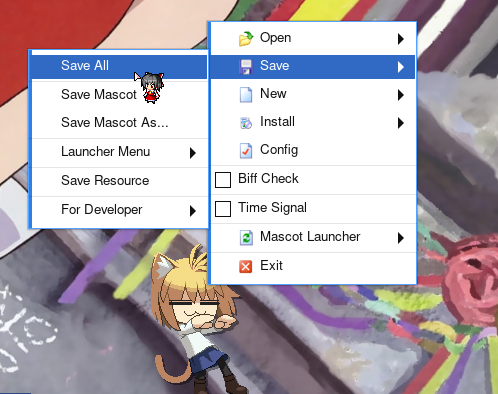 Open
Save
New
Install
Config
Biff Check
Time Signal
Mascot Launcher
Exit
Save All
Save Mascot
Save Mascot As...
Launcher Menu
Save Resource
For Developer